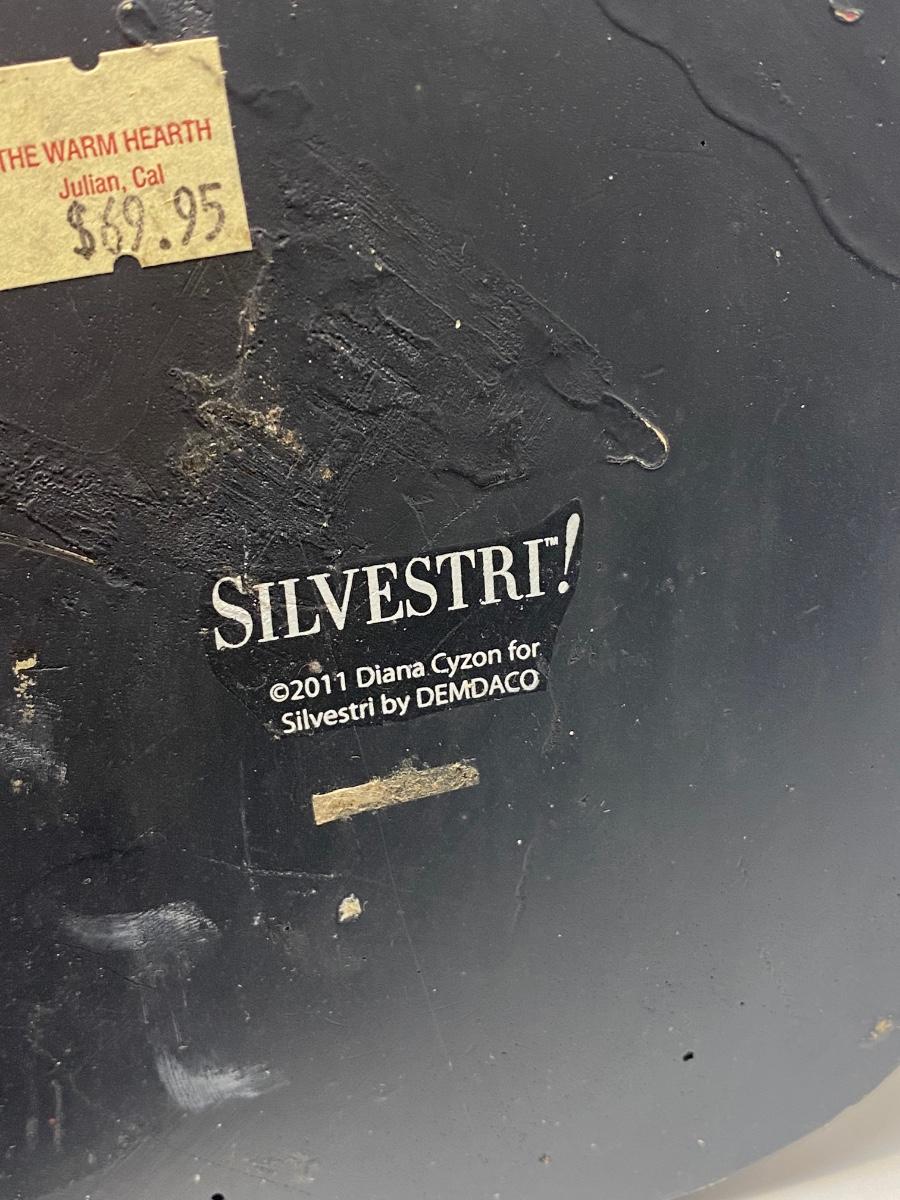 THE WARM HEARTH
Julian, Cal
$69.95
SILVESTRI™!
©2011 Diana Cyzon for
Silvestri by DEMDACO